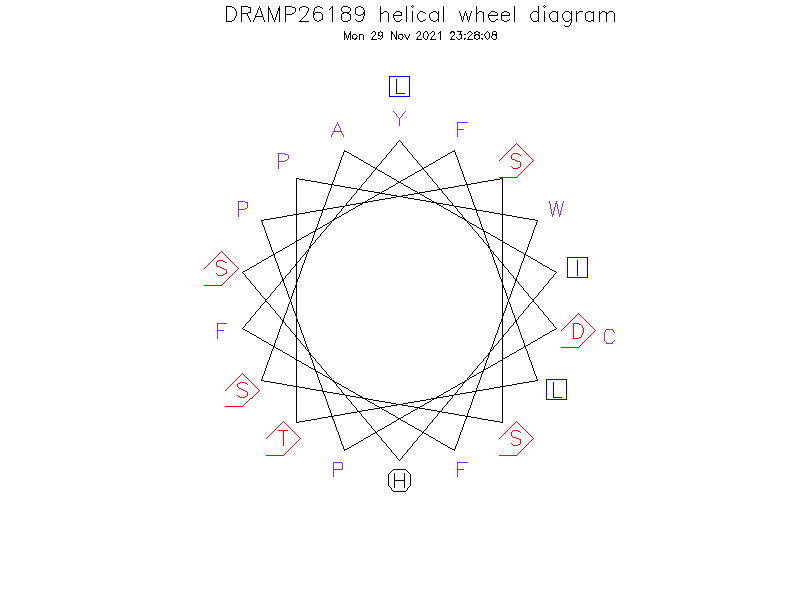 DRAMP26189 helical wheel diagram
Mon 29 Nov 2021 23:28:08
L
Y
A F
P S
P W
S I
F D C
S L
T S
P F
H